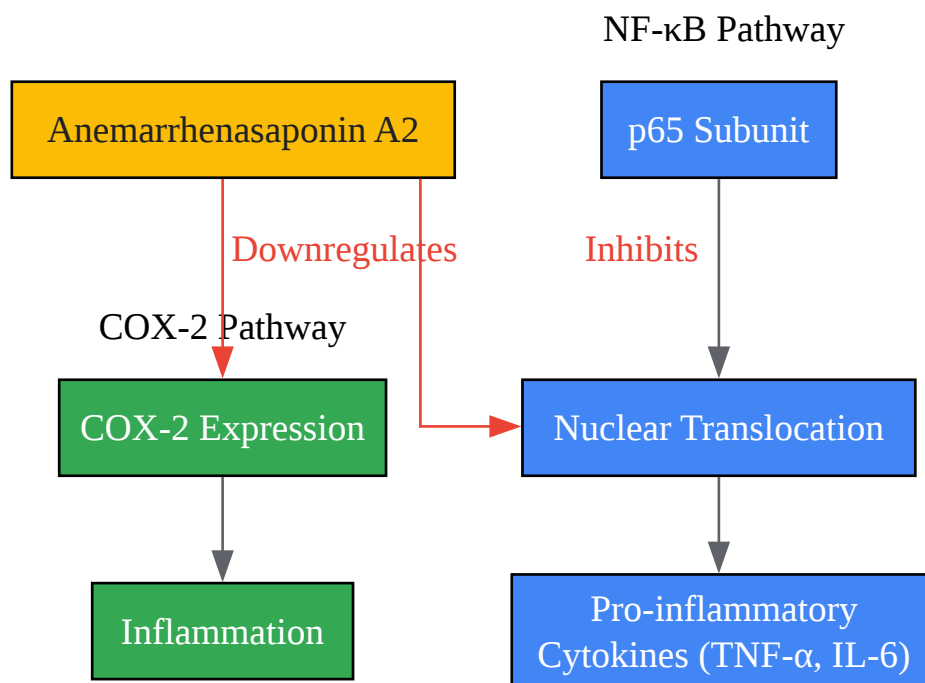 NF-κB Pathway
Anemarrhenasaponin A2
p65 Subunit
Downregulates
Inhibits
COX-2 Pathway
COX-2 Expression
Nuclear Translocation
Inflammation
Pro-inflammatory
Cytokines (TNF-α, IL-6)